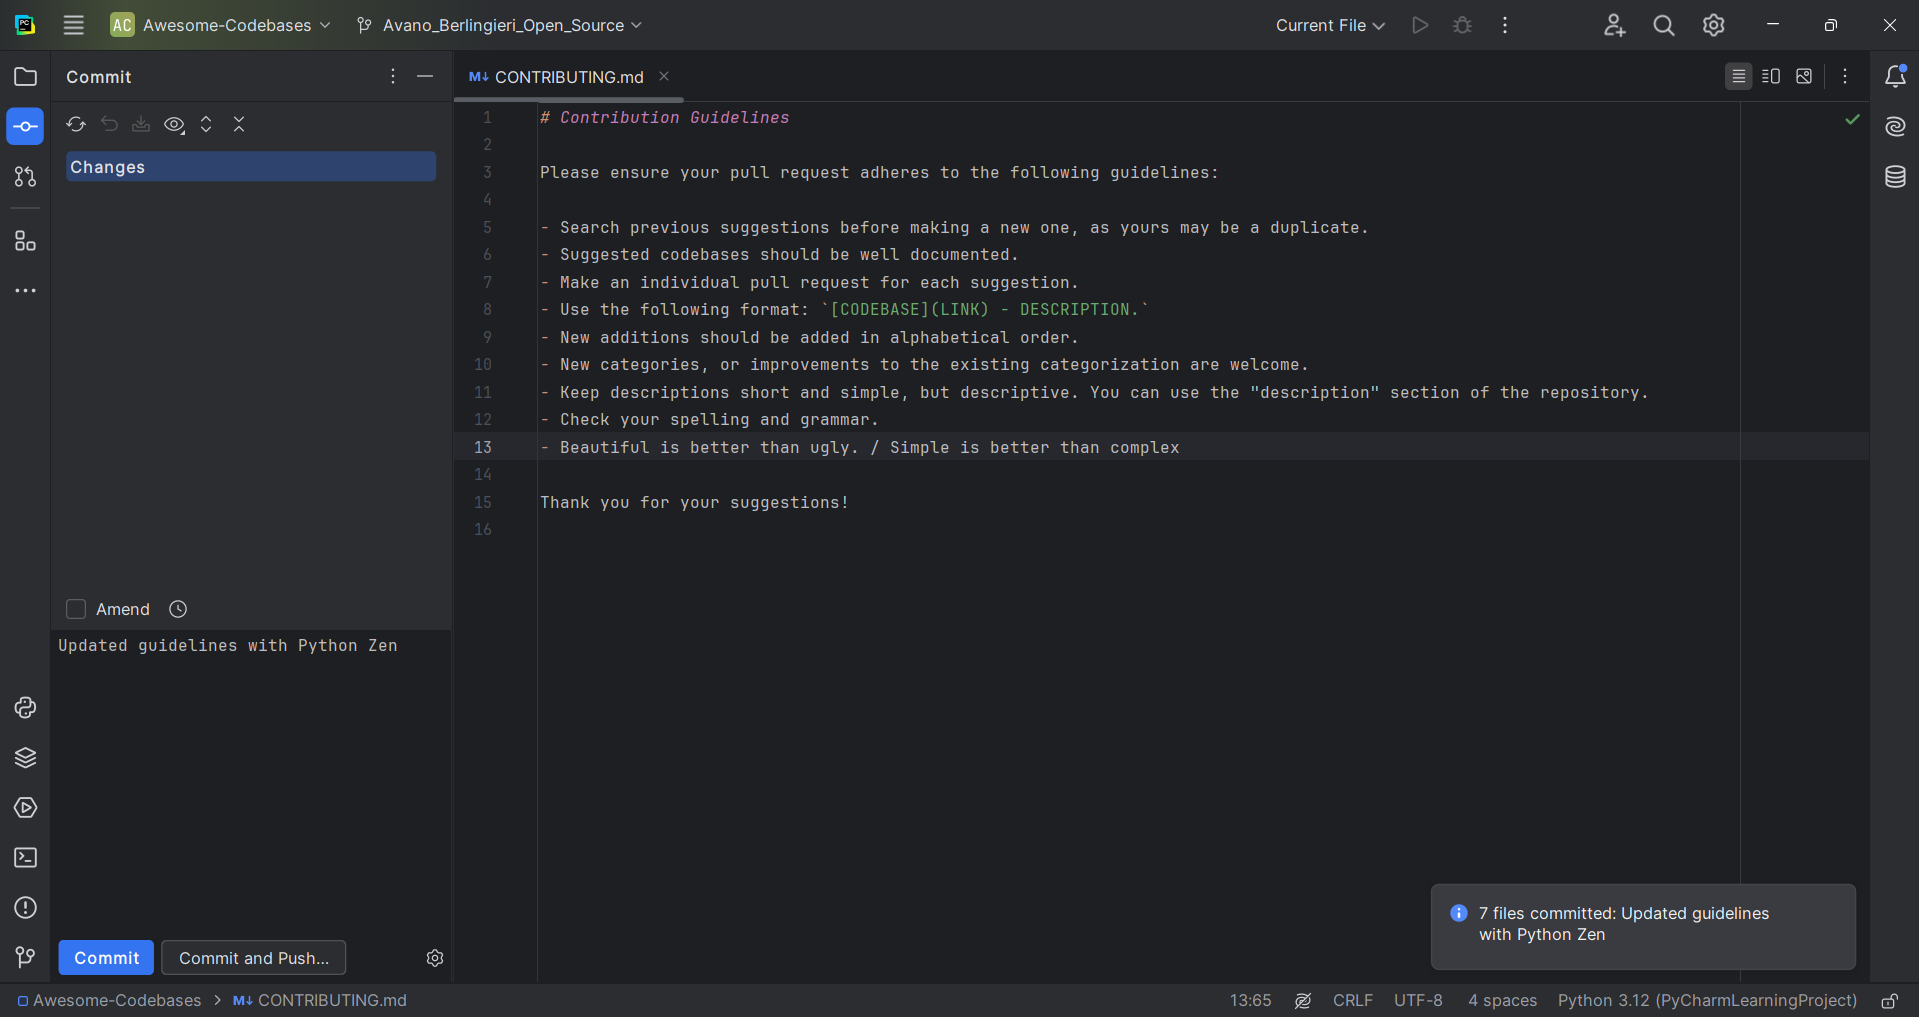 PC
AC Awesome-Codebases
Avano_Berlingieri_Open_Source
Current File
Commit
Changes
Amend
Updated guidelines with Python Zen
Commit
Commit and Push...
M↓ CONTRIBUTING.md
1 # Contribution Guidelines
2
3 Please ensure your pull request adheres to the following guidelines:
4
5 - Search previous suggestions before making a new one, as yours may be a duplicate.
6 - Suggested codebases should be well documented.
7 - Make an individual pull request for each suggestion.
8 - Use the following format: `[CODEBASE](LINK) - DESCRIPTION.`
9 - New additions should be added in alphabetical order.
10 - New categories, or improvements to the existing categorization are welcome.
11 - Keep descriptions short and simple, but descriptive. You can use the "description" section of the repository.
12 - Check your spelling and grammar.
13 - Beautiful is better than ugly. / Simple is better than complex
14
15 Thank you for your suggestions!
16
7 files committed: Updated guidelines
with Python Zen
Awesome-Codebases > M↓ CONTRIBUTING.md
13:65 CRLF UTF-8 4 spaces Python 3.12 (PyCharmLearningProject)